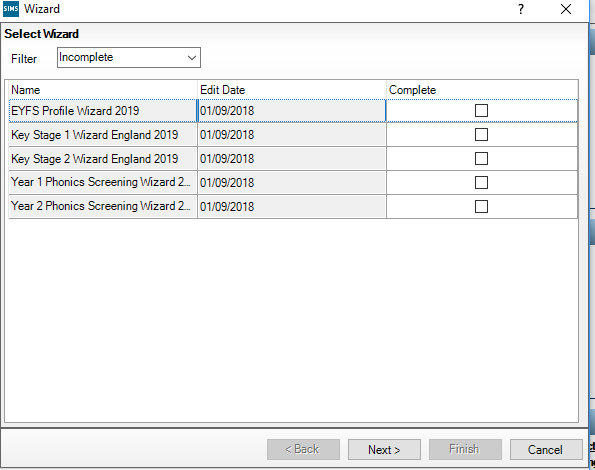 SIMS Wizard ?
Select Wizard
Filter Incomplete
Name Edit Date Complete
EYFS Profile Wizard 2019 01/09/2018
Key Stage 1 Wizard England 2019 01/09/2018
Key Stage 2 Wizard England 2019 01/09/2018
Year 1 Phonics Screening Wizard 2... 01/09/2018
Year 2 Phonics Screening Wizard 2... 01/09/2018
< Back Next > Finish Cancel